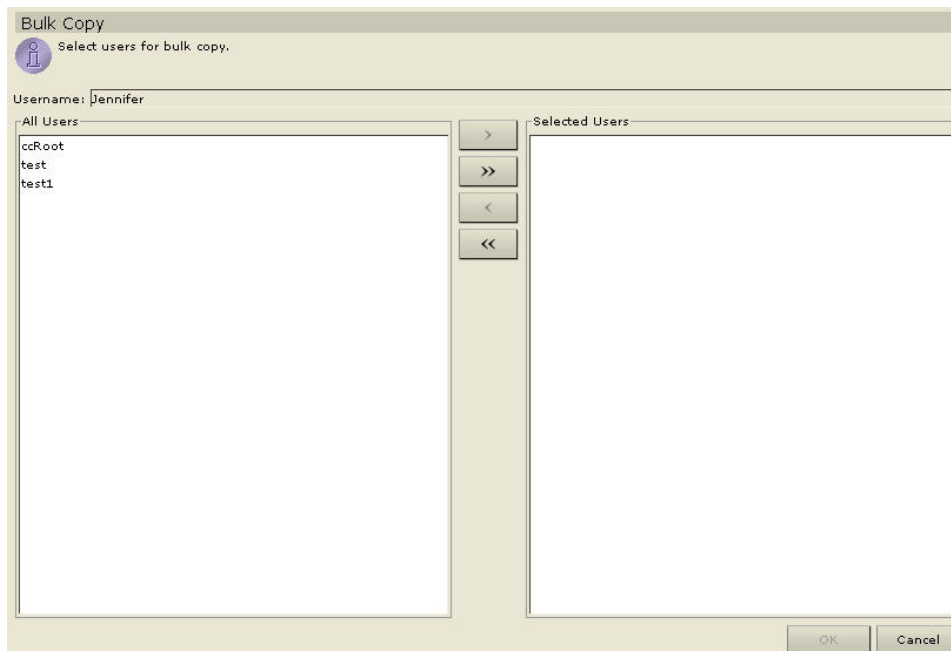 Bulk Copy
Select users for bulk copy.
Username: Jennifer
All Users
Selected Users
ccRoot
test
test1
>
>>
<
<<
OK
Cancel